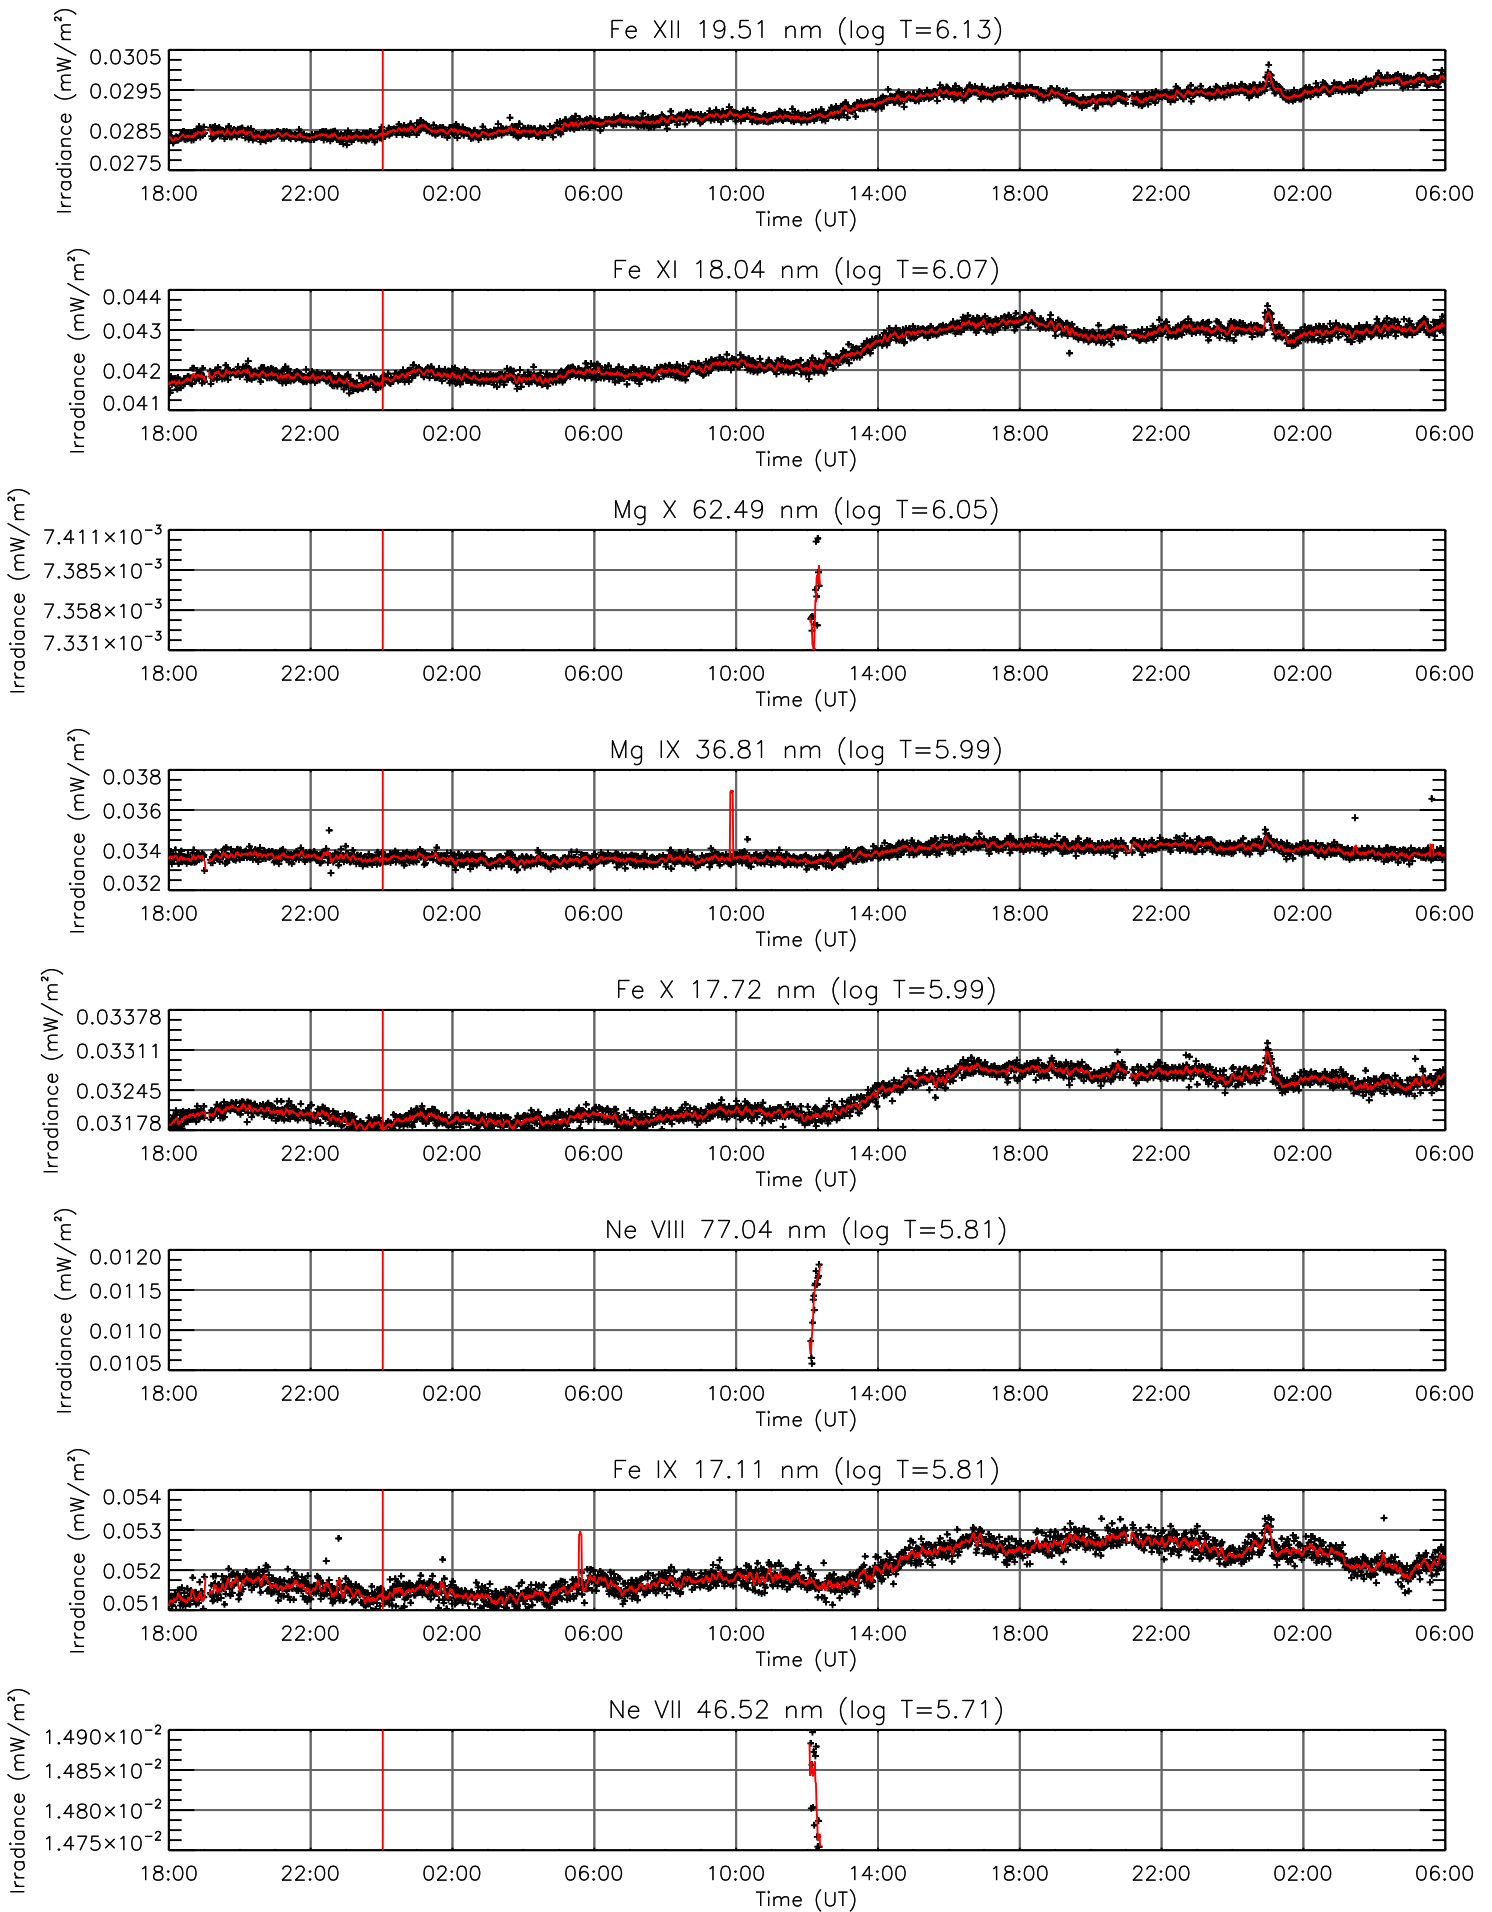 Fe XII 19.51 nm (log T=6.13)
Irradiance (mW/m²)
0.0305
0.0295
0.0285
0.0275
18:00 22:00 02:00 06:00 10:00 14:00 18:00 22:00 02:00 06:00
Time (UT)
Fe XI 18.04 nm (log T=6.07)
Irradiance (mW/m²)
0.044
0.043
0.042
0.041
18:00 22:00 02:00 06:00 10:00 14:00 18:00 22:00 02:00 06:00
Time (UT)
Mg X 62.49 nm (log T=6.05)
Irradiance (mW/m²)
7.411×10⁻³
7.385×10⁻³
7.358×10⁻³
7.331×10⁻³
18:00 22:00 02:00 06:00 10:00 14:00 18:00 22:00 02:00 06:00
Time (UT)
Mg IX 36.81 nm (log T=5.99)
Irradiance (mW/m²)
0.038
0.036
0.034
0.032
18:00 22:00 02:00 06:00 10:00 14:00 18:00 22:00 02:00 06:00
Time (UT)
Fe X 17.72 nm (log T=5.99)
Irradiance (mW/m²)
0.03378
0.03311
0.03245
0.03178
18:00 22:00 02:00 06:00 10:00 14:00 18:00 22:00 02:00 06:00
Time (UT)
Ne VIII 77.04 nm (log T=5.81)
Irradiance (mW/m²)
0.0120
0.0115
0.0110
0.0105
18:00 22:00 02:00 06:00 10:00 14:00 18:00 22:00 02:00 06:00
Time (UT)
Fe IX 17.11 nm (log T=5.81)
Irradiance (mW/m²)
0.054
0.053
0.052
0.051
18:00 22:00 02:00 06:00 10:00 14:00 18:00 22:00 02:00 06:00
Time (UT)
Ne VII 46.52 nm (log T=5.71)
Irradiance (mW/m²)
1.490×10⁻²
1.485×10⁻²
1.480×10⁻²
1.475×10⁻²
18:00 22:00 02:00 06:00 10:00 14:00 18:00 22:00 02:00 06:00
Time (UT)